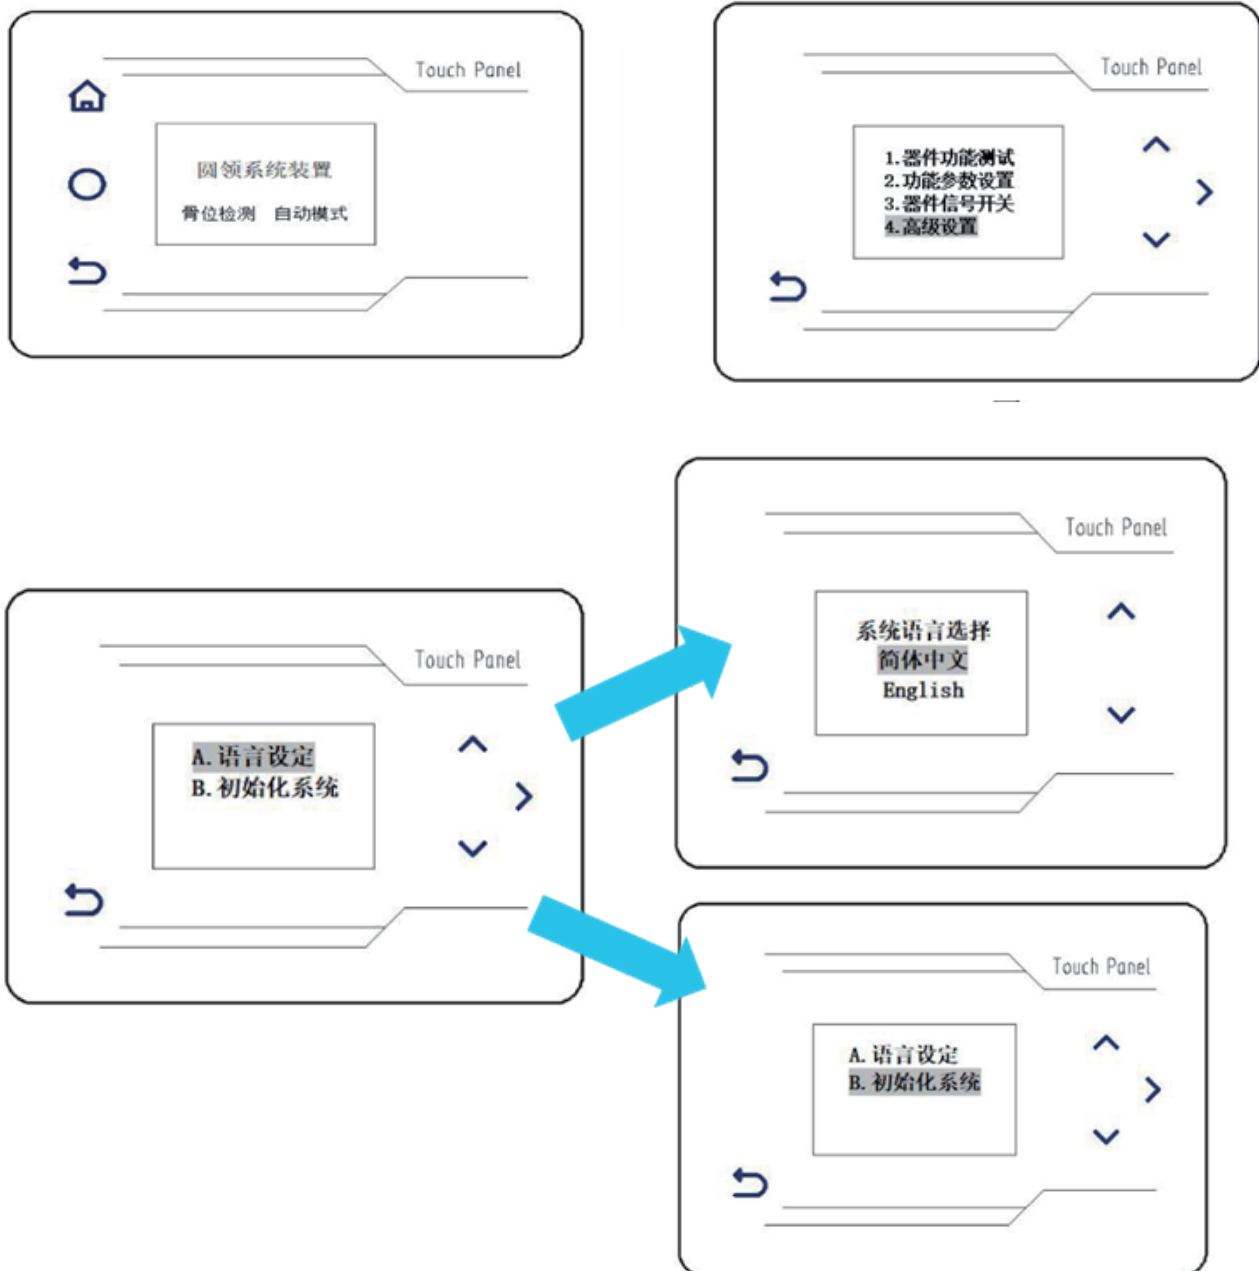 Touch Panel
圆领系统装置
骨位检测 自动模式
Touch Panel
1.器件功能测试
2.功能参数设置
3.器件信号开关
4.高级设置
Touch Panel
A.语言设定
B.初始化系统
Touch Panel
系统语言选择
简体中文
English
Touch Panel
A.语言设定
B.初始化系统